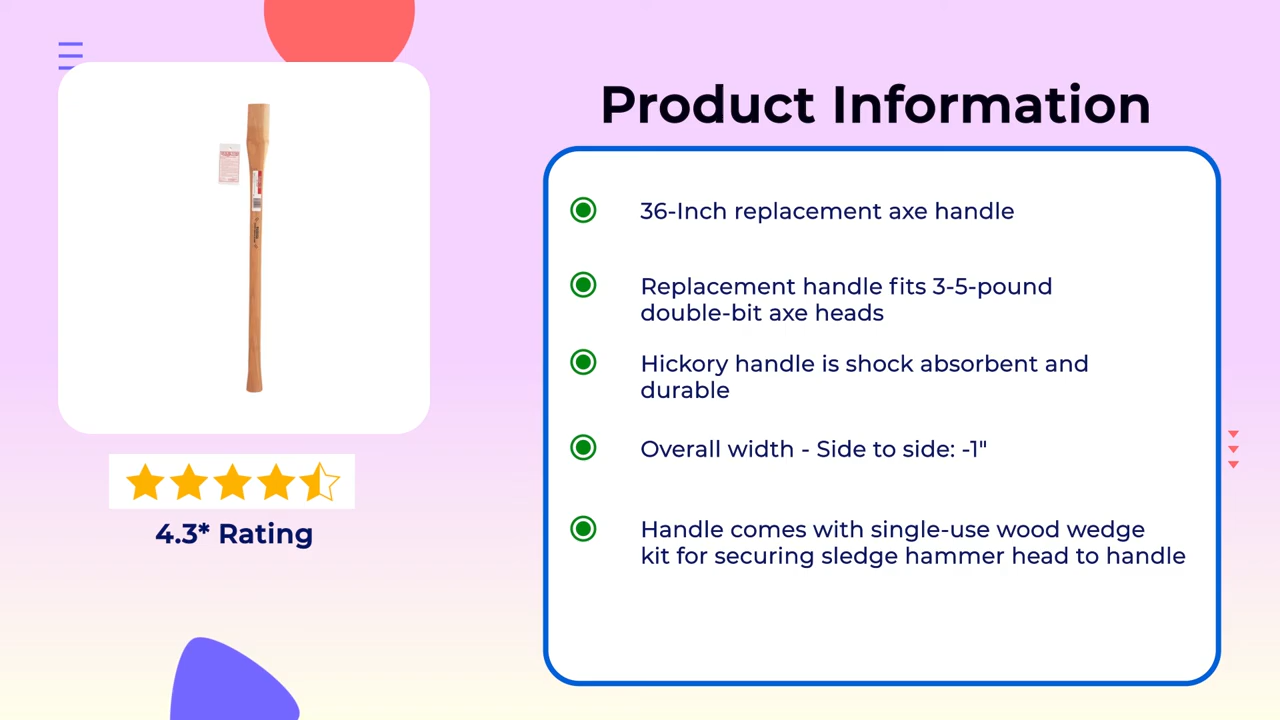 Product Information
36-Inch replacement axe handle
Replacement handle fits 3-5-pound
double-bit axe heads
Hickory handle is shock absorbent and
durable
Overall width - Side to side: -1"
Handle comes with single-use wood wedge
kit for securing sledge hammer head to handle
4.3* Rating